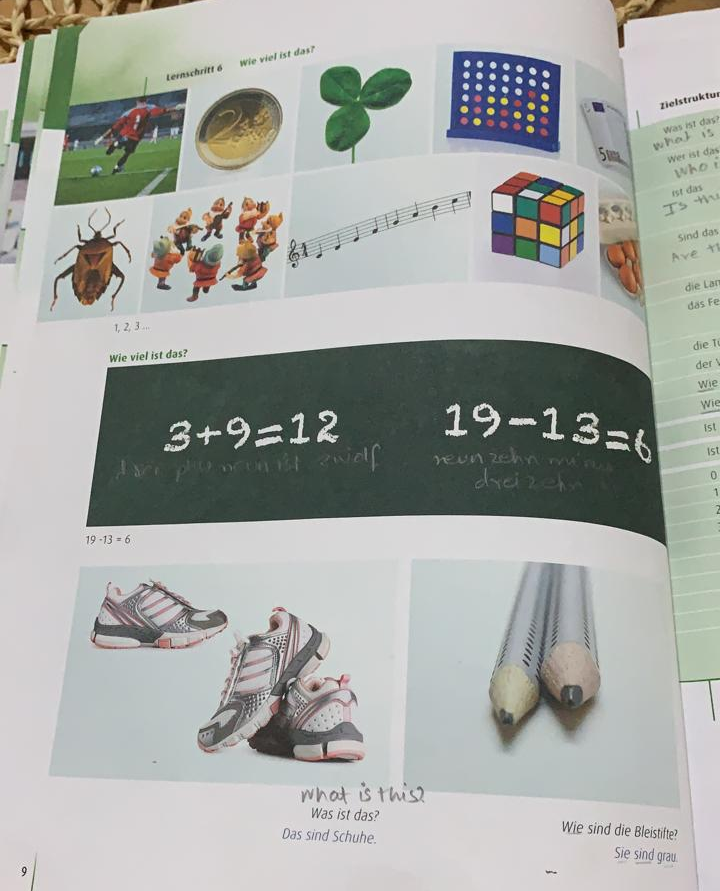 Lernschritt 6 Wie viel ist das?
2
5
1, 2, 3 ...
Wie viel ist das?
3+9=12
19-13=6
drei plus neun ist zwölf
neunzehn minus
dreizehn
19 -13 = 6
what is this?
Was ist das?
Das sind Schuhe.
Wie sind die Bleistifte?
Sie sind grau.
9
Zielstruktur
Was ist das?
what is
Wer ist das
Who i
Ist das
Is th
Sind das
Are th
die Lan
das Fe
die Tü
der V
Wie
Wie
Ist
Ist
0
1
2